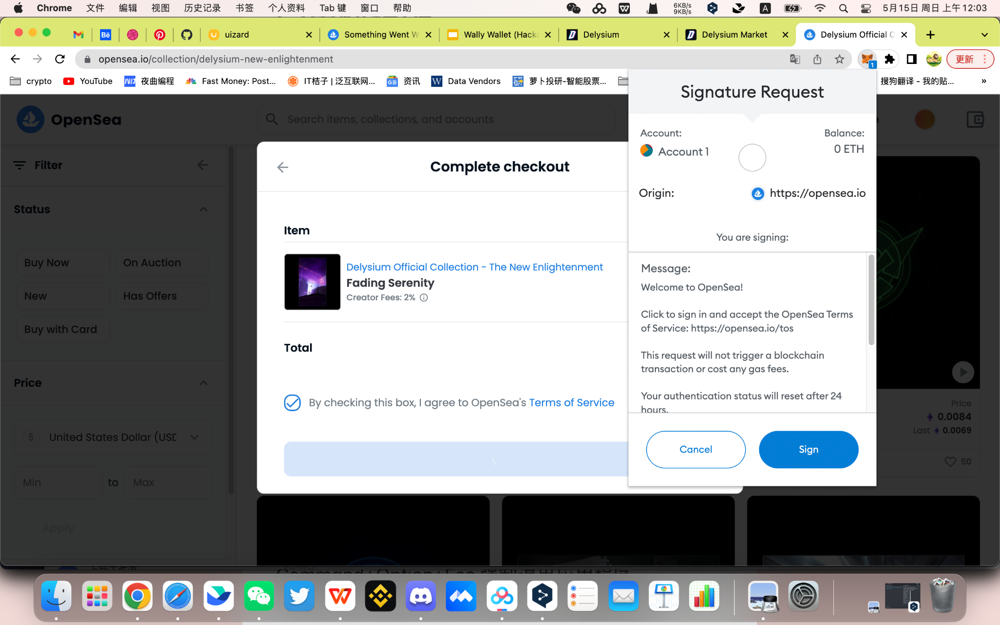 Chrome 文件 编辑 视图 历史记录 书签 个人资料 Tab 键 窗口 帮助 6KB/s 9KB/s A 5月15日 周日 上午 12:03
Bē uizard Something Went W Wally Wallet (Hacka Delysium Delysium Market Delysium Official C
opensea.io/collection/delysium-new-enlightenment 1 更新
crypto YouTube 夜曲编程 Fast Money: Post... IT桔子 | 泛互联网... 资讯 Data Vendors 萝卜投研-智能股票... 搜狗翻译 - 我的贴... »
OpenSea
Search items, collections, and accounts
Filter
Status
Buy Now
On Auction
New
Has Offers
Buy with Card
Price
$ United States Dollar (USD
Min to Max
Apply
Complete checkout
Item
Delysium Official Collection - The New Enlightenment
Fading Serenity
Creator Fees: 2%
Total
By checking this box, I agree to OpenSea's Terms of Service
Signature Request
Account:
Account 1
Balance:
0 ETH
Origin: https://opensea.io
You are signing:
Message:
Welcome to OpenSea!
Click to sign in and accept the OpenSea Terms
of Service: https://opensea.io/tos
This request will not trigger a blockchain
transaction or cost any gas fees.
Your authentication status will reset after 24
hours.
Cancel
Sign
Price
0.0084
Last 0.0069
50